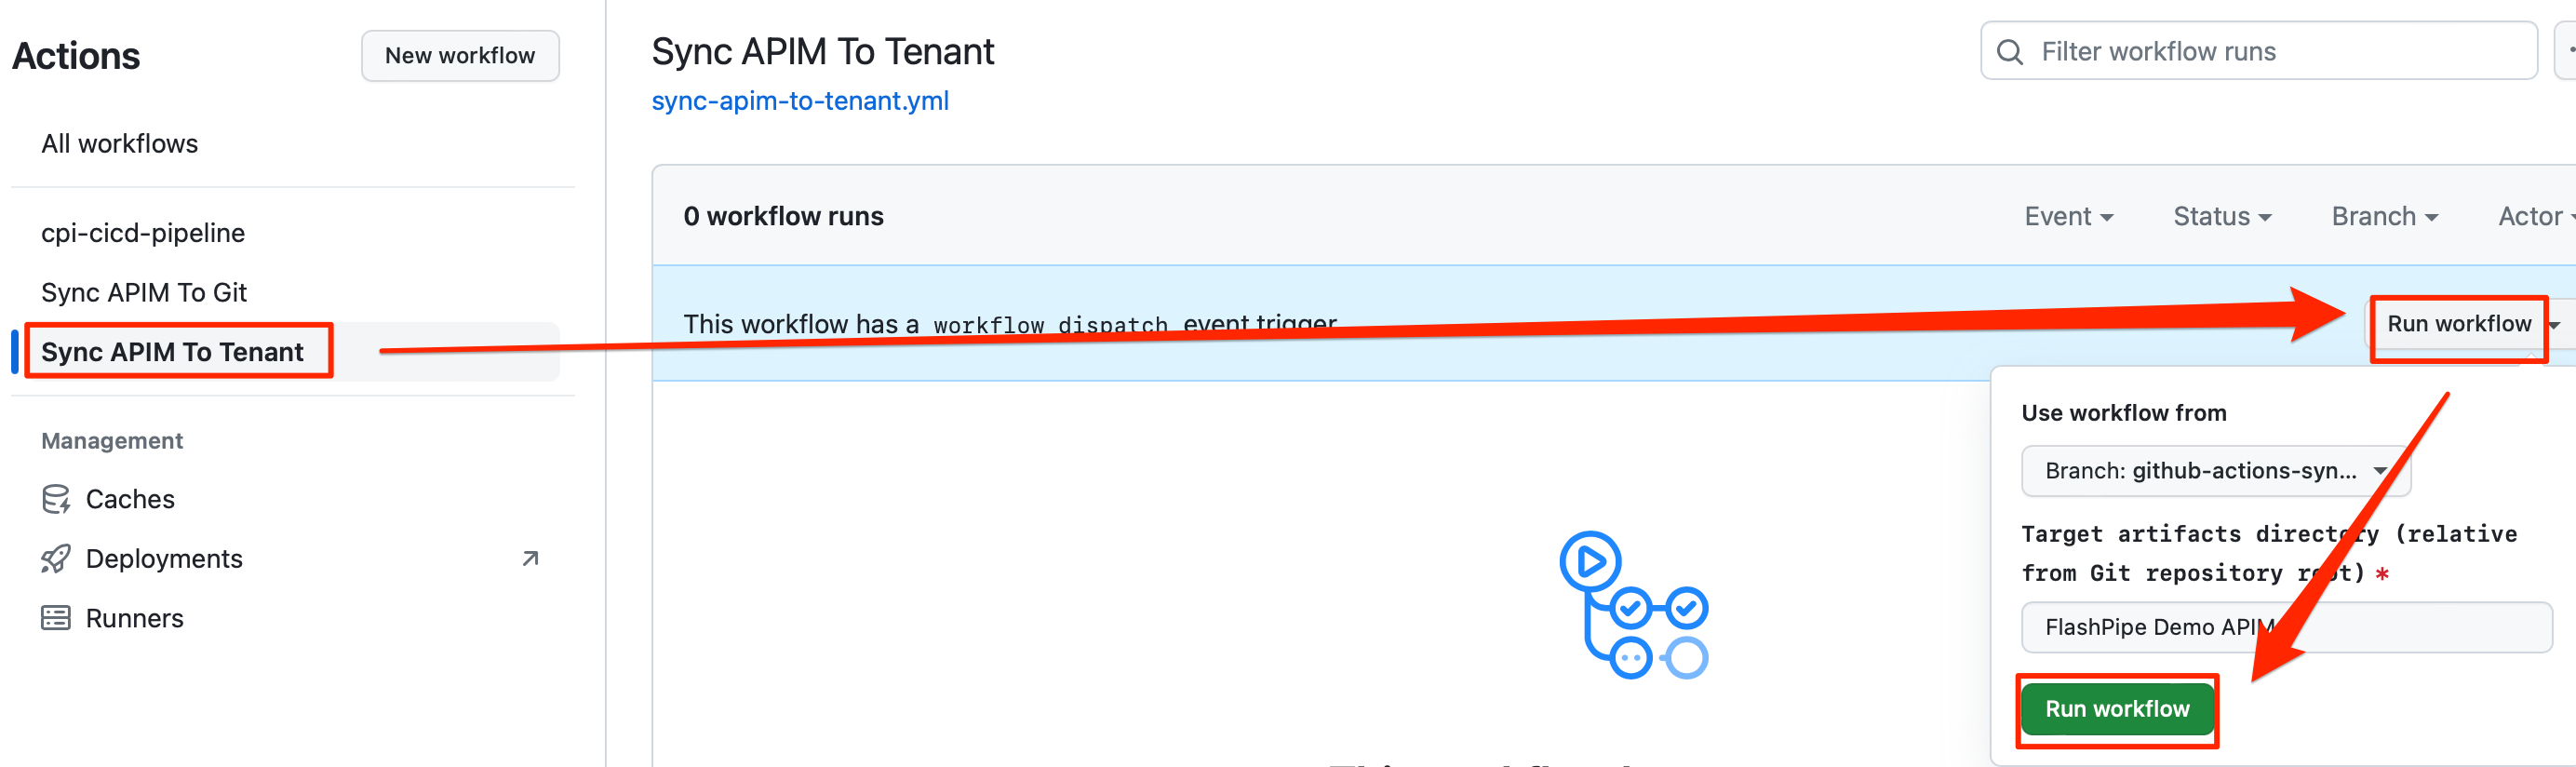 Actions
New workflow
All workflows
cpi-cicd-pipeline
Sync APIM To Git
Sync APIM To Tenant
Management
Caches
Deployments
Runners
Sync APIM To Tenant
sync-apim-to-tenant.yml
Filter workflow runs
0 workflow runs
Event
Status
Branch
Actor
This workflow has a workflow_dispatch event trigger.
Run workflow
Use workflow from
Branch: github-actions-syn...
Target artifacts directory (relative
from Git repository root) *
FlashPipe Demo APIM
Run workflow